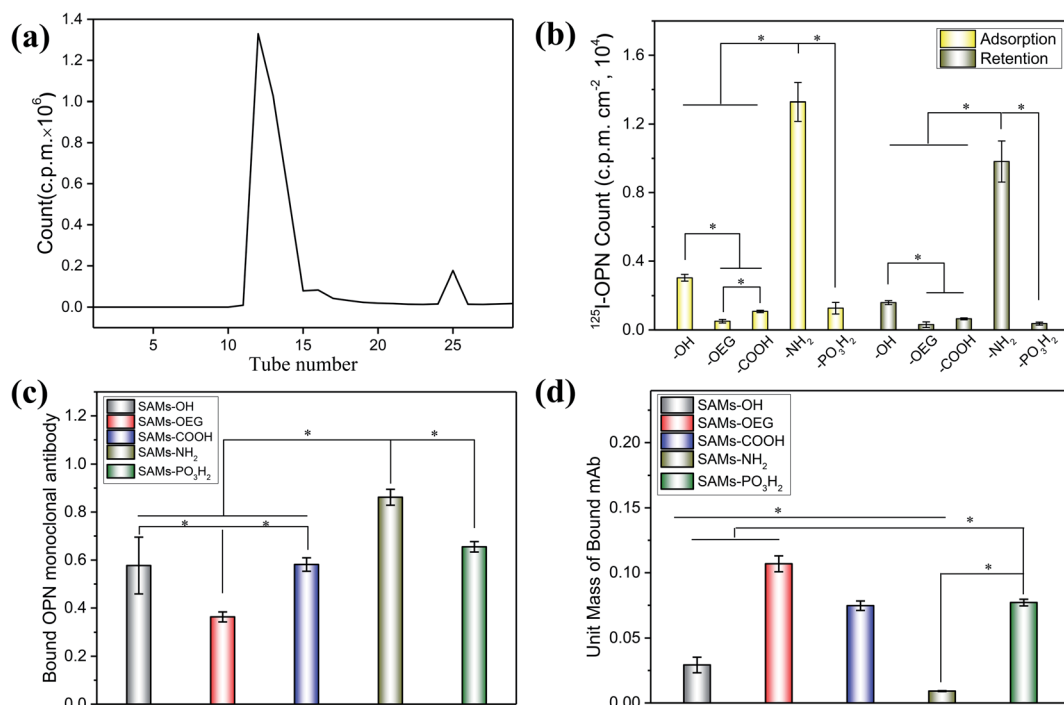 (a)
Count(c.p.m.×10⁶)
1.4
1.2
1.0
0.8
0.6
0.4
0.2
0.0
5 10 15 20 25
Tube number
(b)
¹²⁵I-OPN Count (c.p.m. cm⁻², 10⁴)
1.6
1.2
0.8
0.4
0.0
Adsorption
Retention
* *
* *
*
*
*
-OH -OEG -COOH -NH₂ -PO₃H₂ -OH -OEG -COOH -NH₂ -PO₃H₂
(c)
Bound OPN monoclonal antibody
1.2
1.0
0.8
0.6
0.4
0.2
0.0
SAMs-OH
SAMs-OEG
SAMs-COOH
SAMs-NH₂
SAMs-PO₃H₂
* *
* *
(d)
Unit Mass of Bound mAb
0.20
0.15
0.10
0.05
0.00
SAMs-OH
SAMs-OEG
SAMs-COOH
SAMs-NH₂
SAMs-PO₃H₂
*
*
*